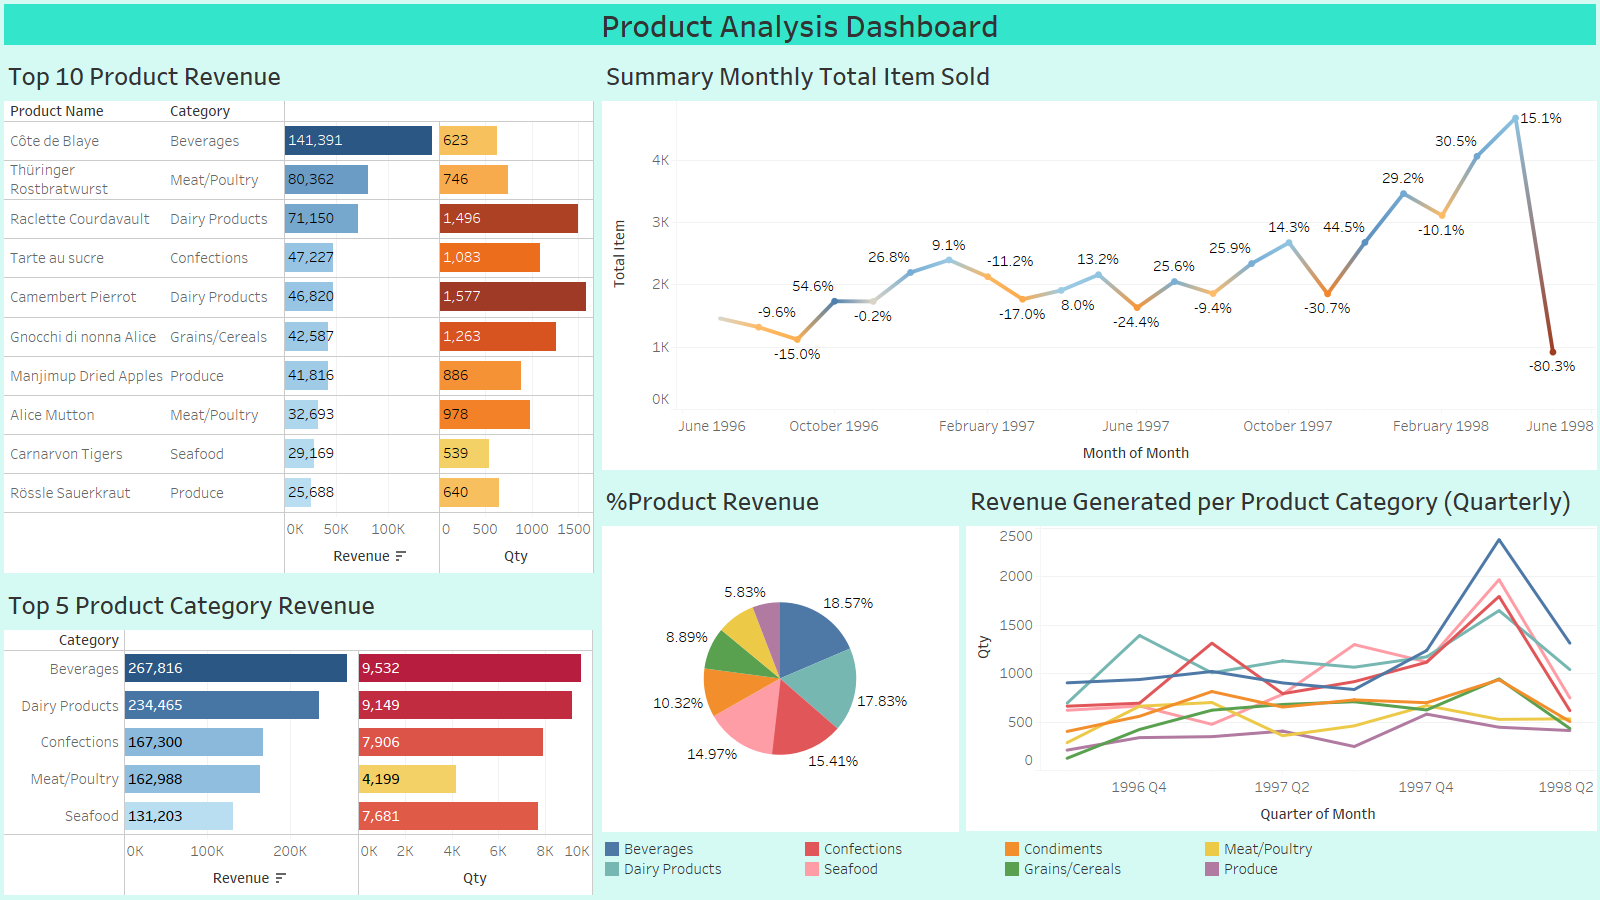 Product Analysis Dashboard
Top 10 Product Revenue
Product Name Category
Côte de Blaye Beverages 141,391 623
Thüringer
Rostbratwurst Meat/Poultry 80,362 746
Raclette Courdavault Dairy Products 71,150 1,496
Tarte au sucre Confections 47,227 1,083
Camembert Pierrot Dairy Products 46,820 1,577
Gnocchi di nonna Alice Grains/Cereals 42,587 1,263
Manjimup Dried Apples Produce 41,816 886
Alice Mutton Meat/Poultry 32,693 978
Carnarvon Tigers Seafood 29,169 539
Rössle Sauerkraut Produce 25,688 640
0K 50K 100K 0 500 1000 1500
Revenue Qty
Top 5 Product Category Revenue
Category
Beverages 267,816 9,532
Dairy Products 234,465 9,149
Confections 167,300 7,906
Meat/Poultry 162,988 4,199
Seafood 131,203 7,681
0K 100K 200K 0K 2K 4K 6K 8K 10K
Revenue Qty
Summary Monthly Total Item Sold
Total Item
4K
3K
2K
1K
0K
-9.6%
-15.0%
54.6%
-0.2%
26.8%
9.1%
-11.2%
-17.0%
8.0%
13.2%
-24.4%
25.6%
-9.4%
25.9%
14.3%
-30.7%
44.5%
29.2%
-10.1%
30.5%
15.1%
-80.3%
June 1996 October 1996 February 1997 June 1997 October 1997 February 1998 June 1998
Month of Month
%Product Revenue
18.57%
17.83%
15.41%
14.97%
10.32%
8.89%
5.83%
Revenue Generated per Product Category (Quarterly)
Qty
2500
2000
1500
1000
500
0
1996 Q4 1997 Q2 1997 Q4 1998 Q2
Quarter of Month
Beverages Confections Condiments Meat/Poultry
Dairy Products Seafood Grains/Cereals Produce